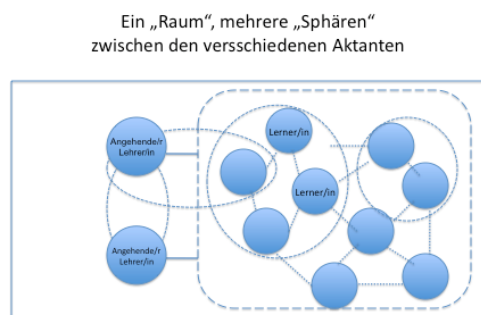 Ein „Raum“, mehrere „Sphären“
zwischen den versschiedenen Aktanten
Angehende/r
Lehrer/in
Lerner/in
Lerner/in
Angehende/r
Lehrer/in